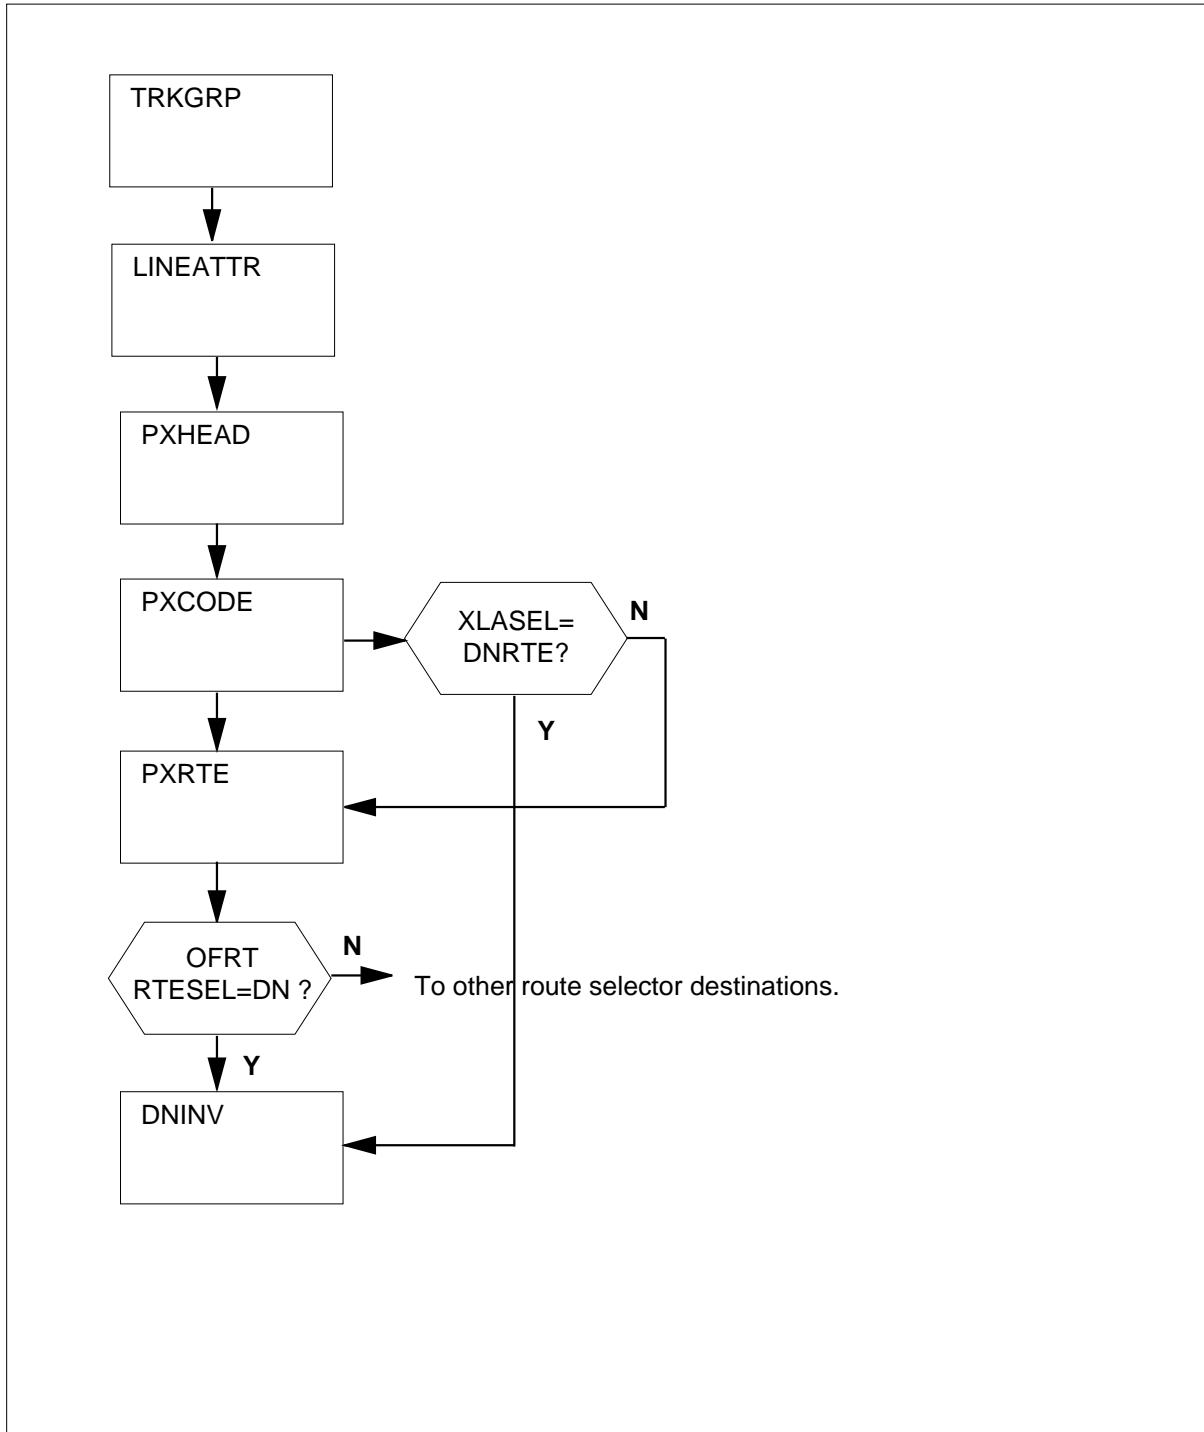 TRKGRP
LINEATTR
PXHEAD
PXCODE
XLASEL=
DNRTE?
N
Y
PXRTE
OFRT
RTESEL=DN ?
N
To other route selector destinations.
Y
DNINV